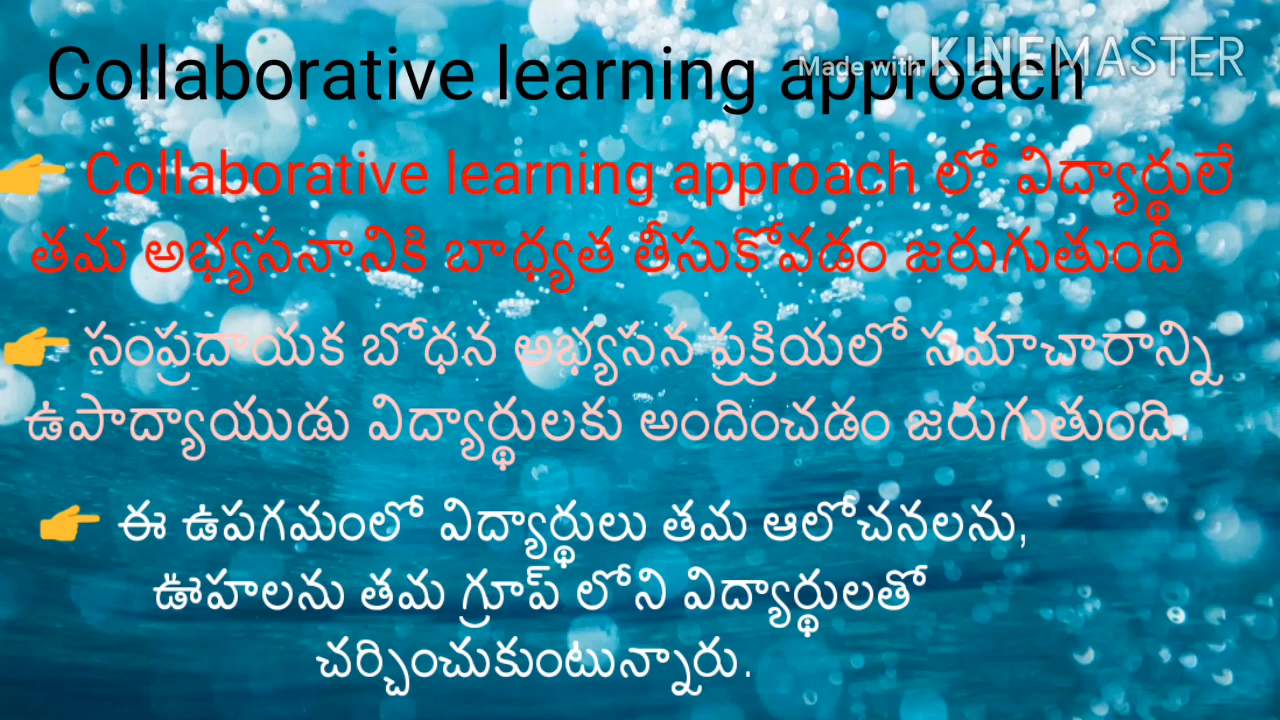 Collaborative learning approach
Made with KINEMASTER
👉 Collaborative learning approach లో విద్యార్థులే
తమ అభ్యసనానికి బాధ్యత తీసుకోవడం జరుగుతుంది
👉 సంప్రదాయక బోధన అభ్యసన ప్రక్రియలో సమాచారాన్ని
ఉపాద్యాయుడు విద్యార్థులకు అందించడం జరుగుతుంది.
👉 ఈ ఉపగమంలో విద్యార్థులు తమ ఆలోచనలను,
ఊహలను తమ గ్రూప్ లోని విద్యార్థులతో
చర్చించుకుంటున్నారు.